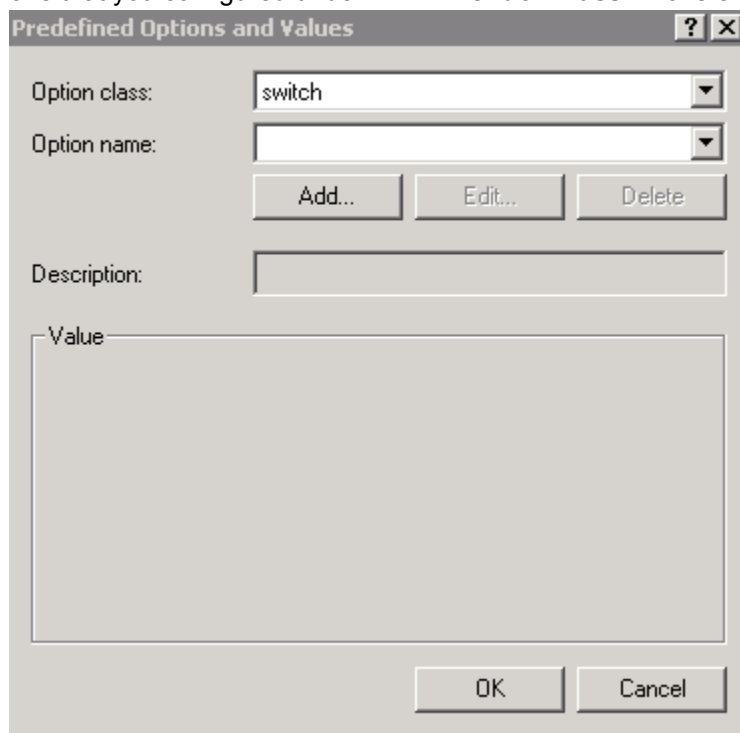 Predefined Options and Values
Option class: switch
Option name:
Add... Edit... Delete
Description:
Value
OK Cancel